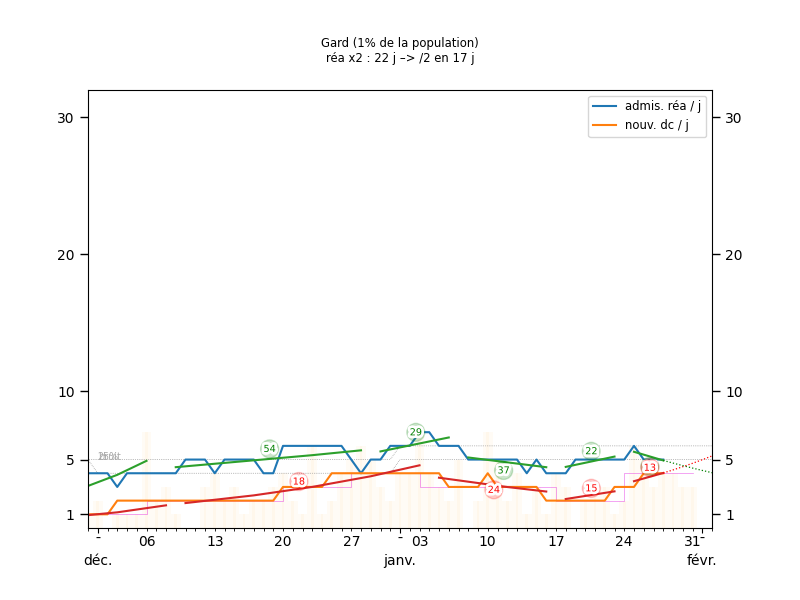 Gard (1% de la population)
réa x2 : 22 j –> /2 en 17 j
admis. réa / j
nouv. dc / j
30 30
20 20
10 10
5 5
1 1
54
29
22
37
18
24
15
13
06 13 20 27 03 10 17 24 31
déc. janv. févr.